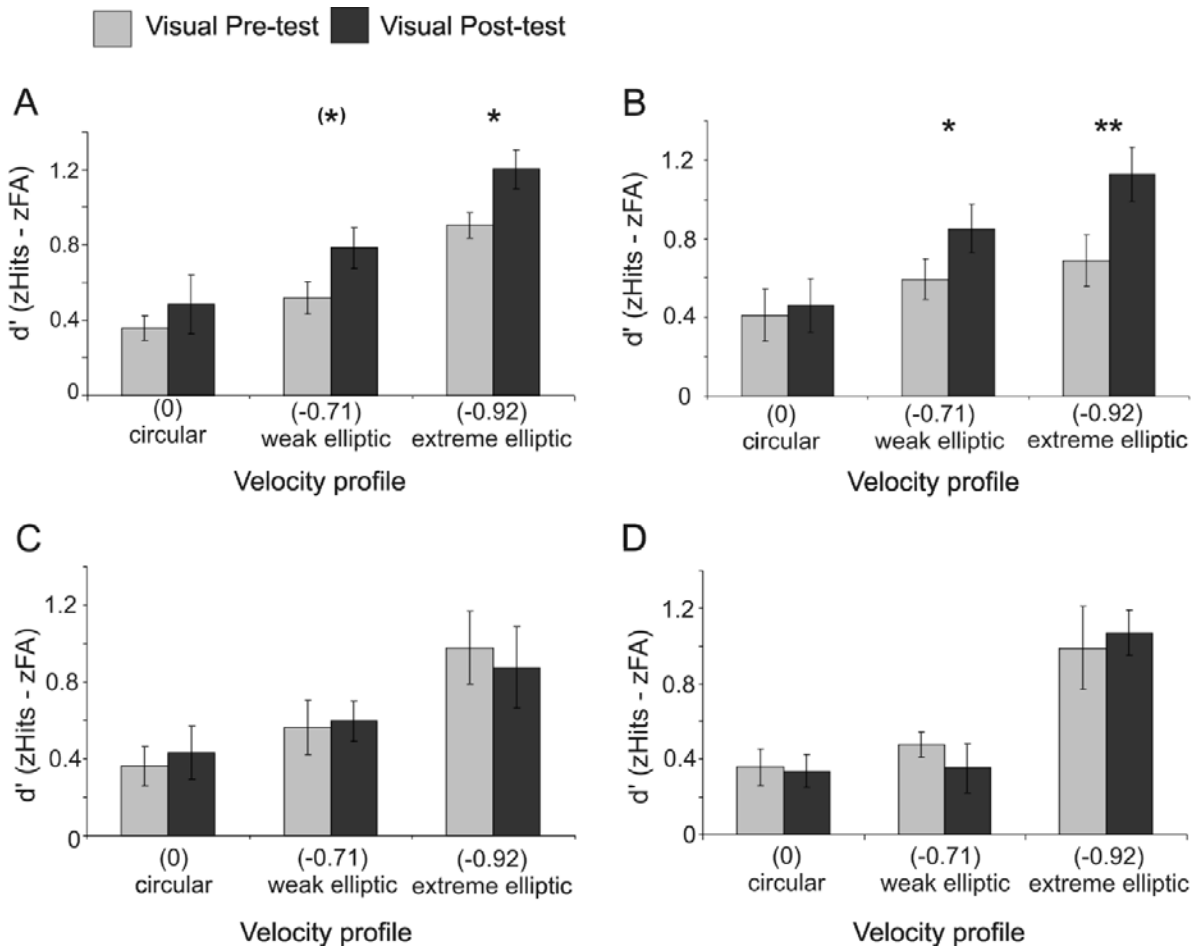 Visual Pre-test Visual Post-test
A
(*) *
d' (zHits - zFA)
1.2
0.8
0.4
0
(0) (-0.71) (-0.92)
circular weak elliptic extreme elliptic
Velocity profile
B
* **
d' (zHits - zFA)
1.2
0.8
0.4
0
(0) (-0.71) (-0.92)
circular weak elliptic extreme elliptic
Velocity profile
C
d' (zHits - zFA)
1.2
0.8
0.4
0
(0) (-0.71) (-0.92)
circular weak elliptic extreme elliptic
Velocity profile
D
d' (zHits - zFA)
1.2
0.8
0.4
0
(0) (-0.71) (-0.92)
circular weak elliptic extreme elliptic
Velocity profile